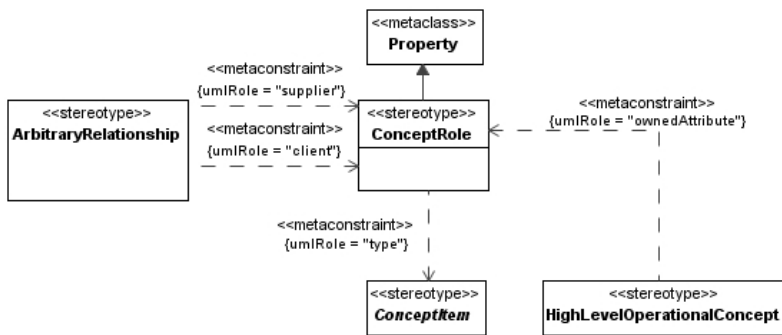 <<metaclass>>
Property
<<metaconstraint>>
{umlRole = "supplier"}
<<stereotype>>
ArbitraryRelationship
<<metaconstraint>>
{umlRole = "client"}
<<stereotype>>
ConceptRole
<<metaconstraint>>
{umlRole = "ownedAttribute"}
<<metaconstraint>>
{umlRole = "type"}
<<stereotype>>
ConceptItem
<<stereotype>>
HighLevelOperationalConcept